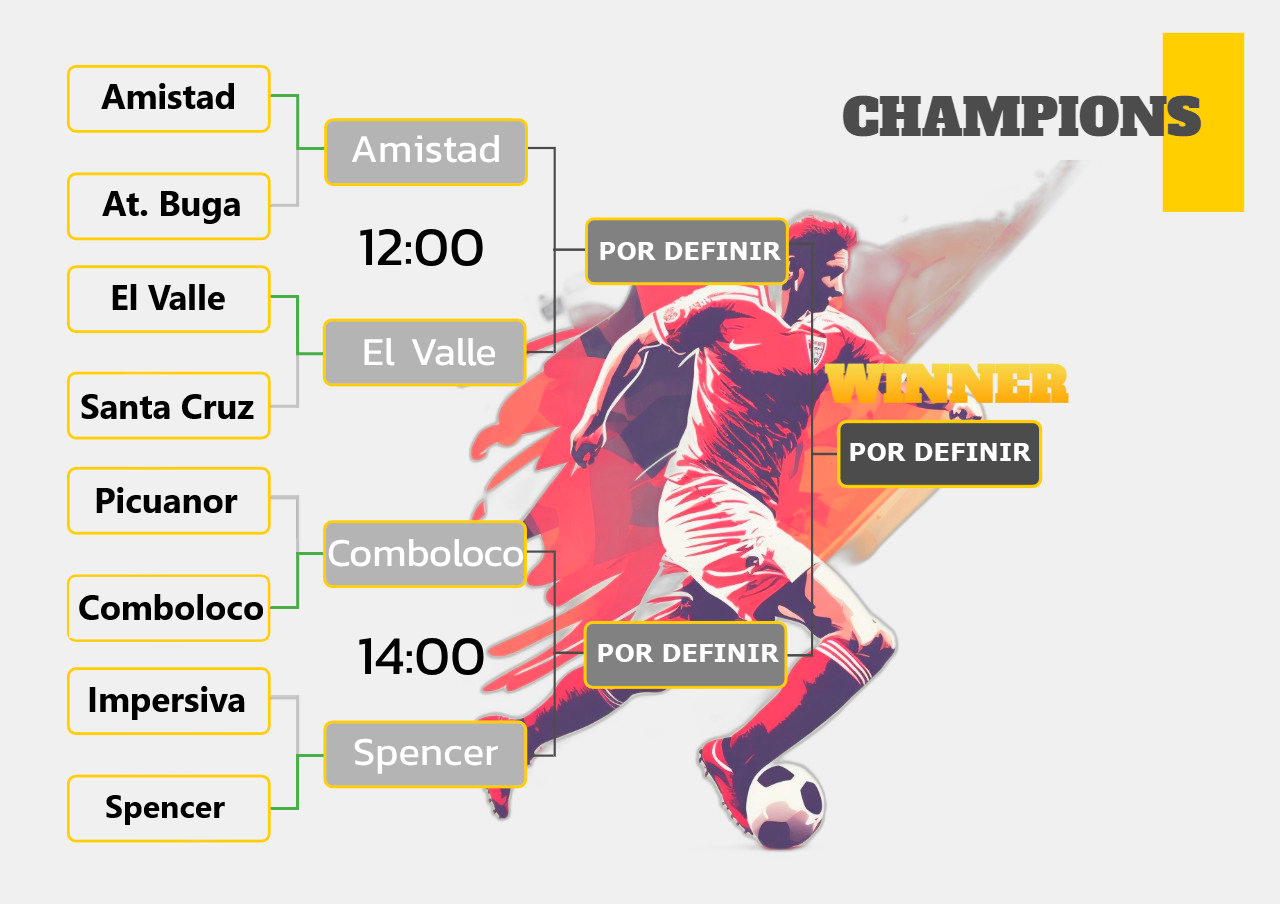 CHAMPIONS
Amistad
At. Buga
El Valle
Santa Cruz
Picuanor
Comboloco
Impersiva
Spencer
Amistad
12:00
El Valle
Comboloco
14:00
Spencer
POR DEFINIR
POR DEFINIR
WINNER
POR DEFINIR